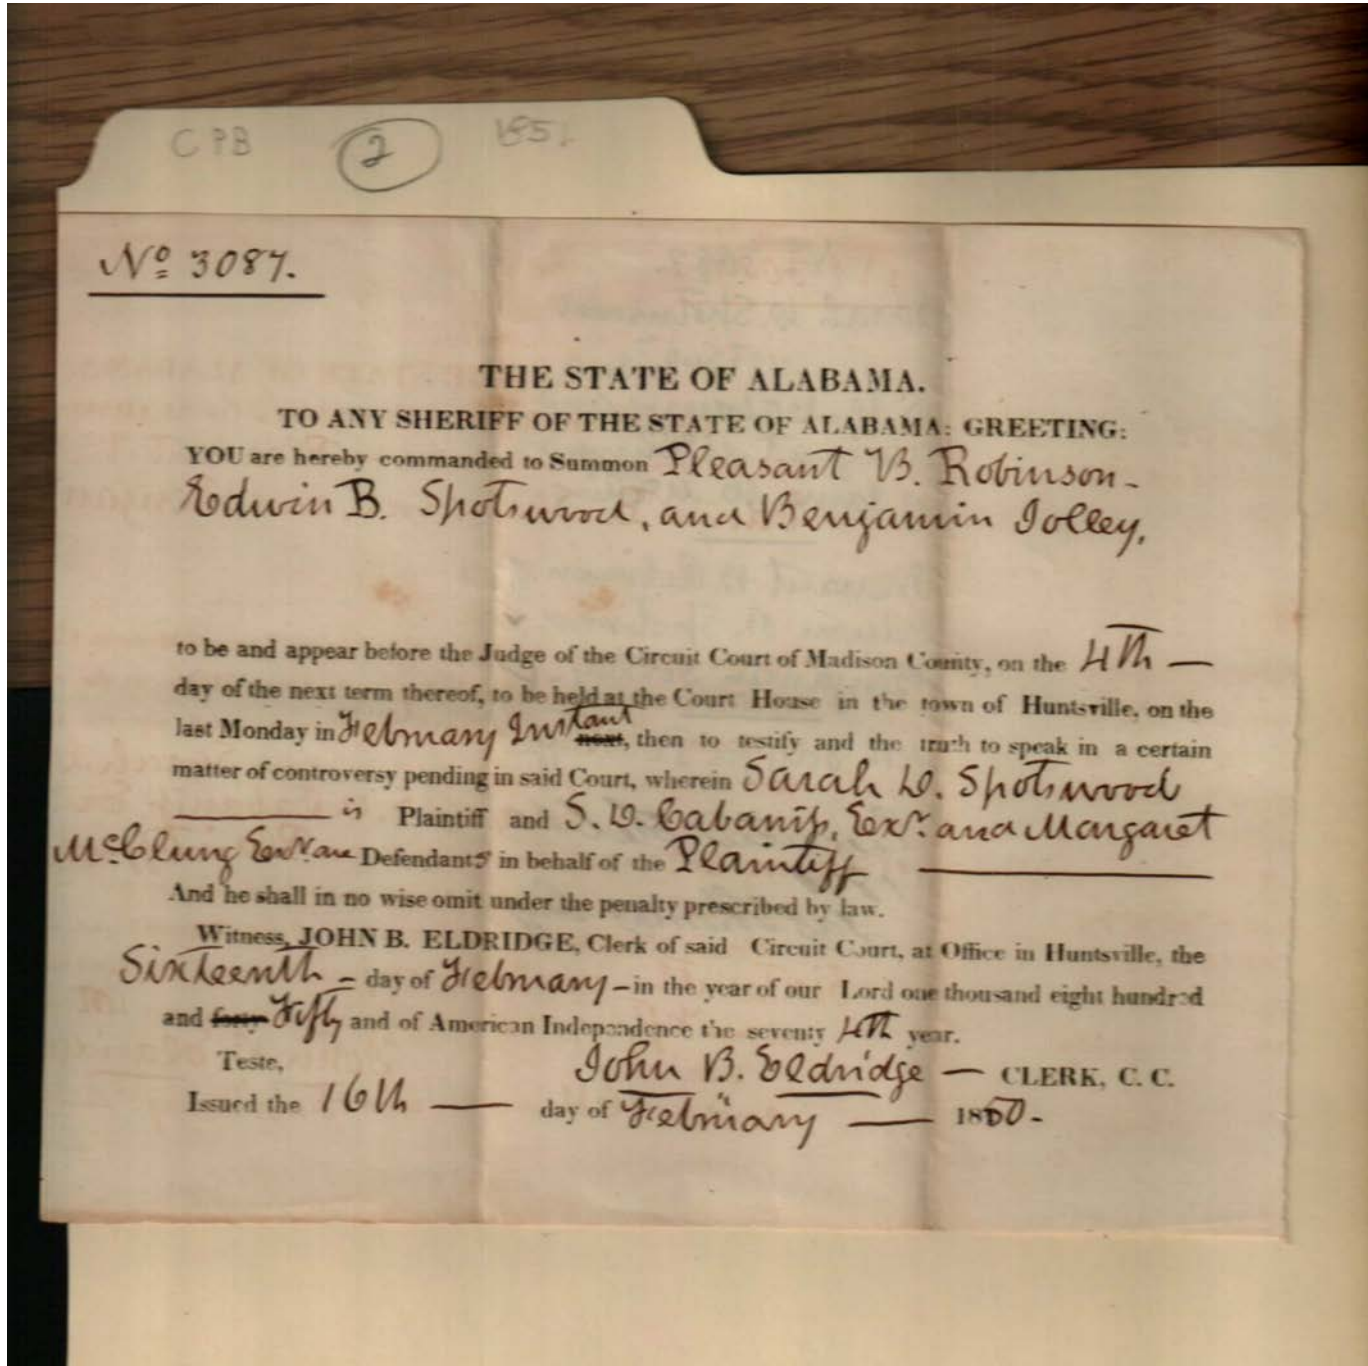 CPB 2 185
No 3087.
THE STATE OF ALABAMA.
TO ANY SHERIFF OF THE STATE OF ALABAMA: GREETING:
YOU are hereby commanded to Summon Pleasant B. Robinson-
Edwin B. Spotswood, and Benjamin Jolley,
to be and appear before the Judge of the Circuit Court of Madison County, on the 4th —
day of the next term thereof, to be held at the Court House in the town of Huntsville, on the
last Monday in February Instant next, then to testify and the truth to speak in a certain
matter of controversy pending in said Court, wherein Sarah D. Spotswood
is Plaintiff and S. D. Cabaniss, Exr. and Margaret
McClung Exr. are Defendants in behalf of the Plaintiff
And he shall in no wise omit under the penalty prescribed by law.
Witness, JOHN B. ELDRIDGE, Clerk of said Circuit Court, at Office in Huntsville, the
Sixteenth - day of February - in the year of our Lord one thousand eight hundred
and forty Fifty and of American Independence the seventy 4th year.
Teste, John B. Eldridge — CLERK, C. C.
Issued the 16th — day of February — 1850-